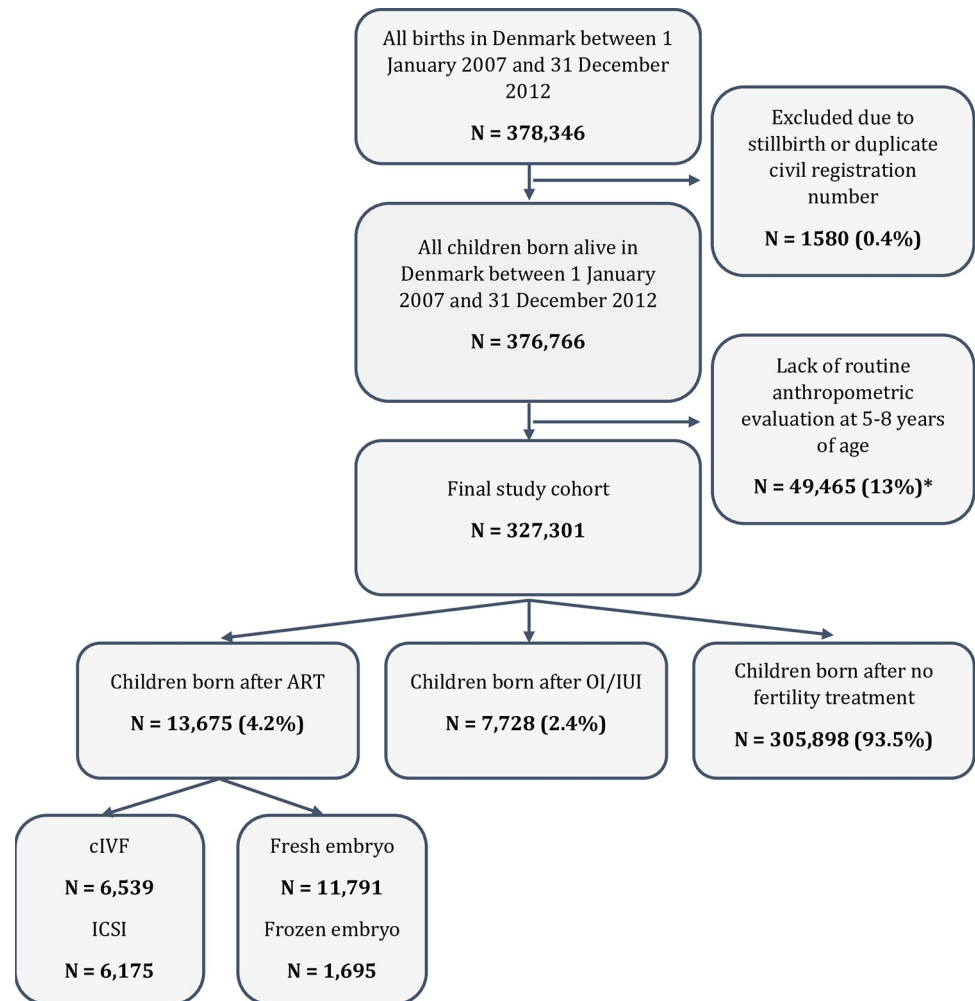 All births in Denmark between 1
January 2007 and 31 December
2012
N = 378,346
Excluded due to
stillbirth or duplicate
civil registration
number
N = 1580 (0.4%)
All children born alive in
Denmark between 1 January
2007 and 31 December 2012
N = 376,766
Lack of routine
anthropometric
evaluation at 5-8 years
of age
N = 49,465 (13%)*
Final study cohort
N = 327,301
Children born after ART
N = 13,675 (4.2%)
Children born after OI/IUI
N = 7,728 (2.4%)
Children born after no
fertility treatment
N = 305,898 (93.5%)
cIVF
N = 6,539
ICSI
N = 6,175
Fresh embryo
N = 11,791
Frozen embryo
N = 1,695